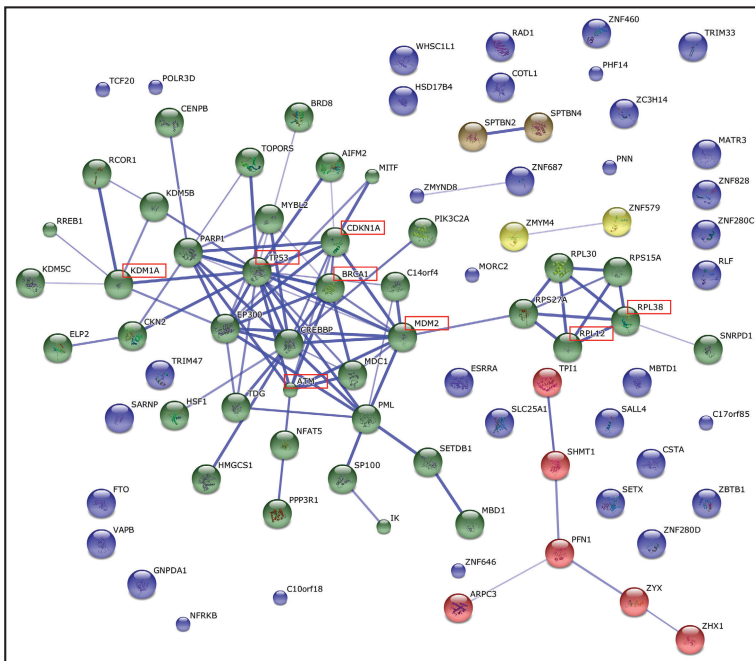 ZNF460
RAD1
TRIM33
WHSC1L1
COTL1
PHF14
TCF20
POLR3D
HSD17B4
CENPB
BRD8
SPTBN2
SPTBN4
ZC3H14
TOPORS
AIFM2
MATR3
RCOR1
MITF
ZNF687
PNN
KDM5B
ZMYND8
ZNF828
MYBL2
CDKN1A
PIK3C2A
ZNF579
RREB1
PARP1
ZMYM4
ZNF280C
KDM5C
KDM1A
TP53
BRCA1
C14orf4
RPL30
RPS15A
MORC2
RLF
RPS27A
RPL38
ELP2
CKN2
EP300
CREBBP
MDM2
RPL12
SNRPD1
TRIM47
MDC1
TPI1
SARNP
HSF1
TDG
ATM
ESRRA
MBTD1
PML
SLC25A1
SALL4
C17orf85
NFAT5
SETDB1
SHMT1
CSTA
HMGCS1
SP100
FTO
PPP3R1
MBD1
SETX
ZBTB1
IK
VAPB
PFN1
ZNF280D
GNPDA1
ZNF646
C10orf18
ARPC3
ZYX
NFRKB
ZHX1